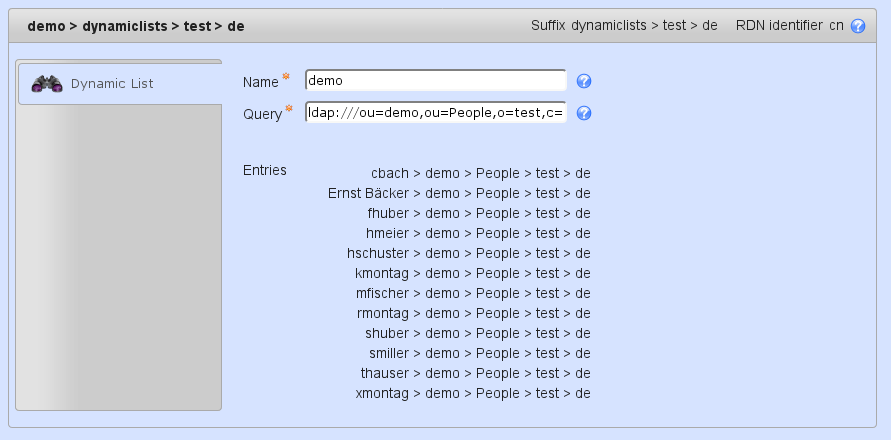 demo > dynamiclists > test > de Suffix dynamiclists > test > de RDN identifier cn
Dynamic List
Name * demo
Query * ldap:///ou=demo,ou=People,o=test,c=
Entries
cbach > demo > People > test > de
Ernst Bäcker > demo > People > test > de
fhuber > demo > People > test > de
hmeier > demo > People > test > de
hschuster > demo > People > test > de
kmontag > demo > People > test > de
mfischer > demo > People > test > de
rmontag > demo > People > test > de
shuber > demo > People > test > de
smiller > demo > People > test > de
thauser > demo > People > test > de
xmontag > demo > People > test > de